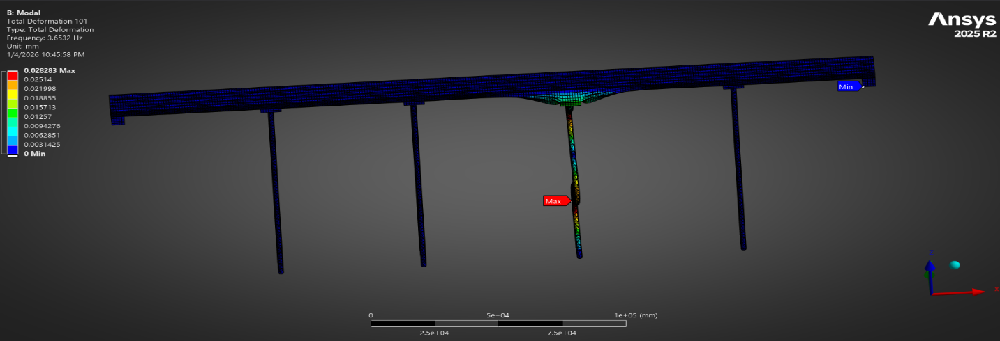 B: Modal
Total Deformation 101
Type: Total Deformation
Frequency: 3.6532 Hz
Unit: mm
1/4/2026 10:45:58 PM
Ansys
2025 R2
0.028283 Max
0.02514
0.021998
0.018855
0.015713
0.01257
0.0094276
0.0062851
0.0031425
0 Min
Min
Max
Z
X
0 5e+04 1e+05 (mm)
2.5e+04 7.5e+04